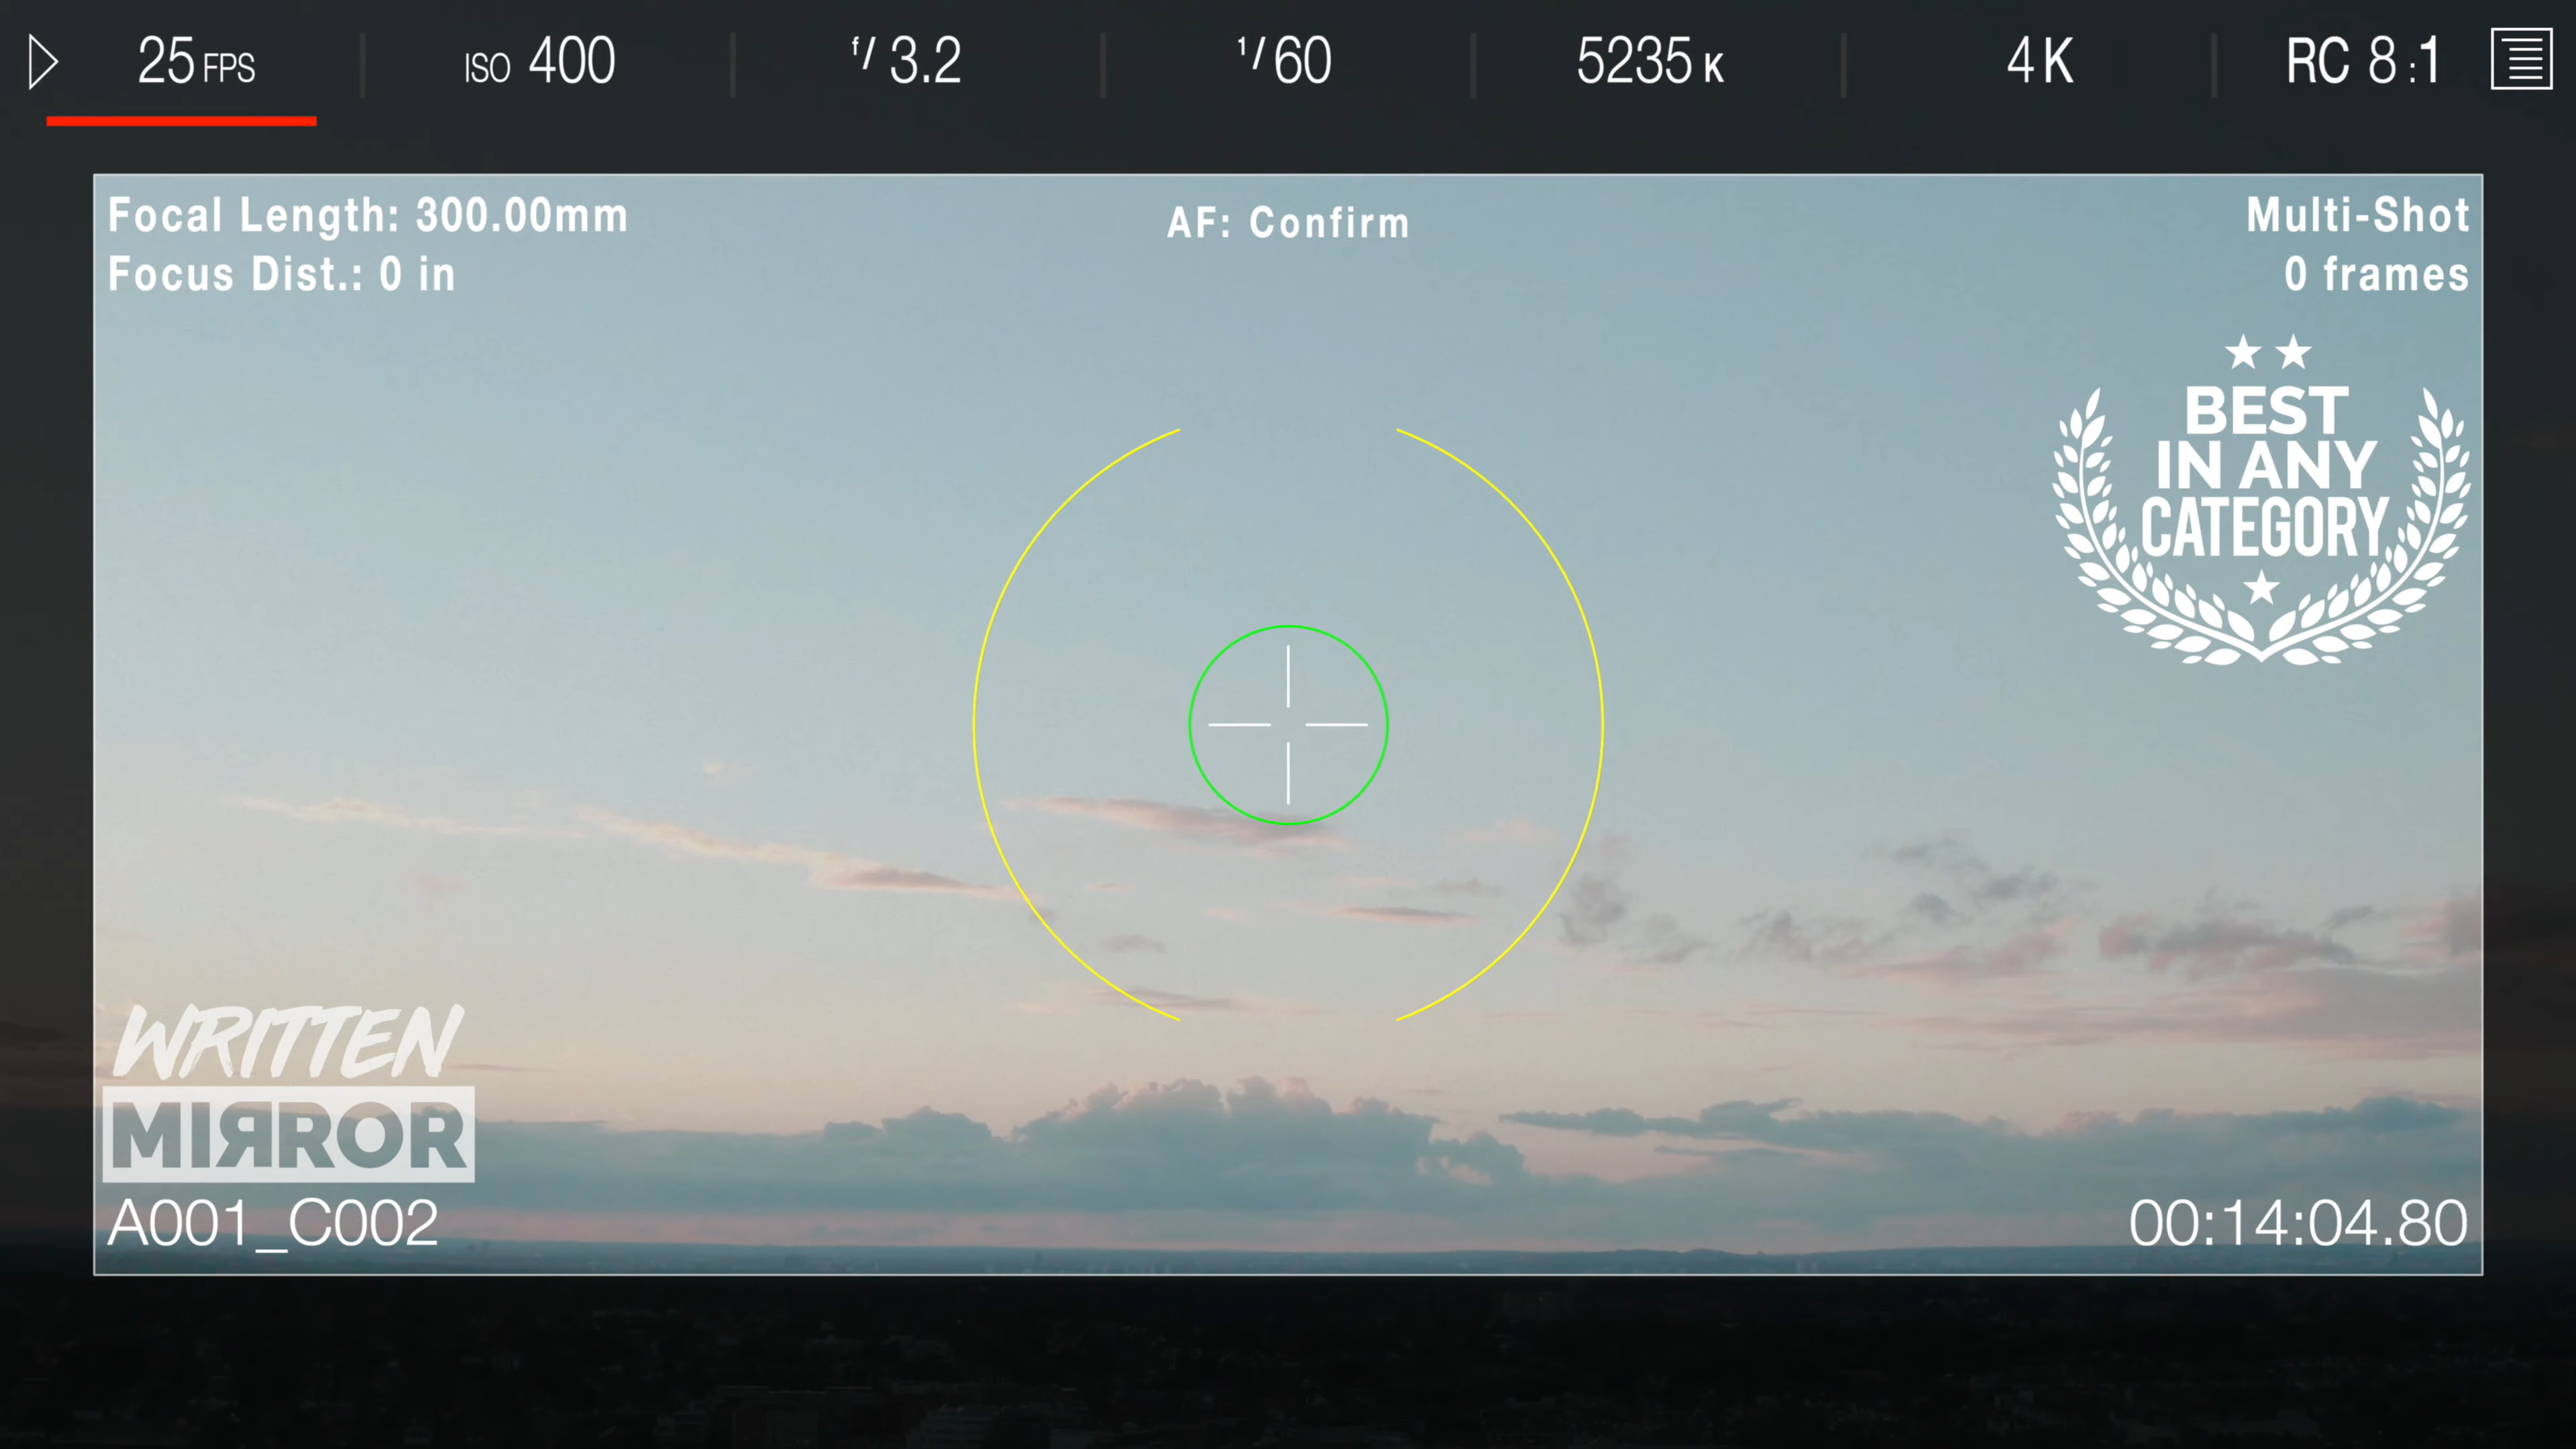 25 FPS
ISO 400
f/ 3.2
1/60
5235 K
4K
RC 8:1
Focal Length: 300.00mm
Focus Dist.: 0 in
AF: Confirm
Multi-Shot
0 frames
BEST
IN ANY
CATEGORY
WRITTEN
MIRROR
A001_C002
00:14:04.80